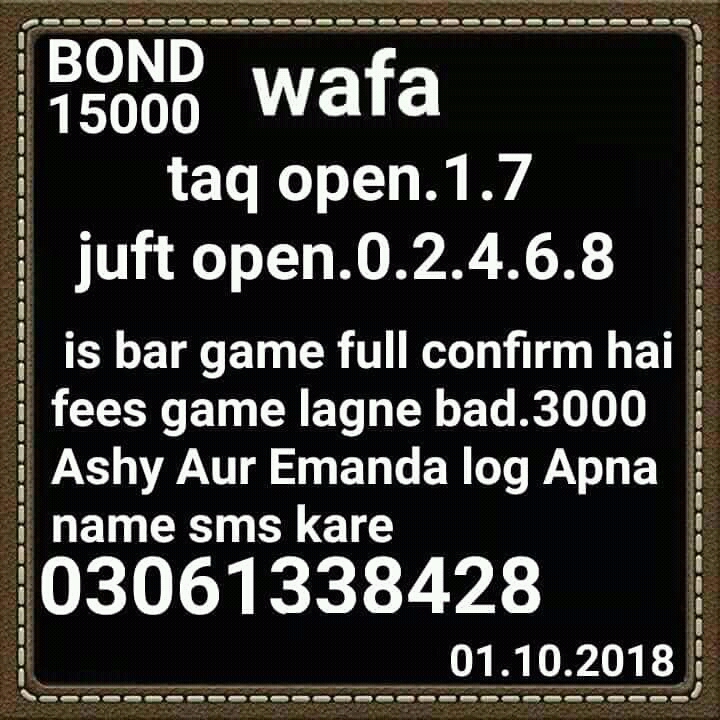 BOND
15000
wafa
taq open.1.7
juft open.0.2.4.6.8
is bar game full confirm hai
fees game lagne bad.3000
Ashy Aur Emanda log Apna
name sms kare
03061338428
01.10.2018